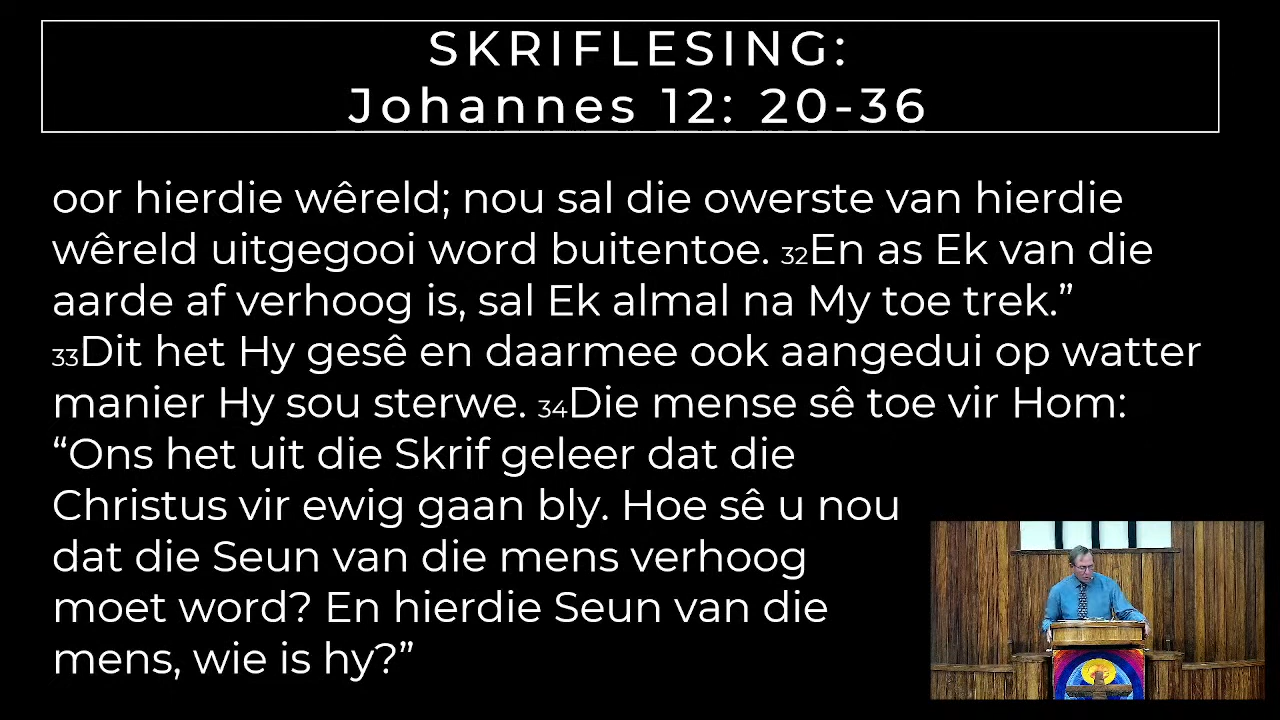 SKRIFLESING:
Johannes 12: 20-36
oor hierdie wêreld; nou sal die owerste van hierdie
wêreld uitgegooi word buitentoe. 32En as Ek van die
aarde af verhoog is, sal Ek almal na My toe trek.”
33Dit het Hy gesê en daarmee ook aangedui op watter
manier Hy sou sterwe. 34Die mense sê toe vir Hom:
“Ons het uit die Skrif geleer dat die
Christus vir ewig gaan bly. Hoe sê u nou
dat die Seun van die mens verhoog
moet word? En hierdie Seun van die
mens, wie is hy?”